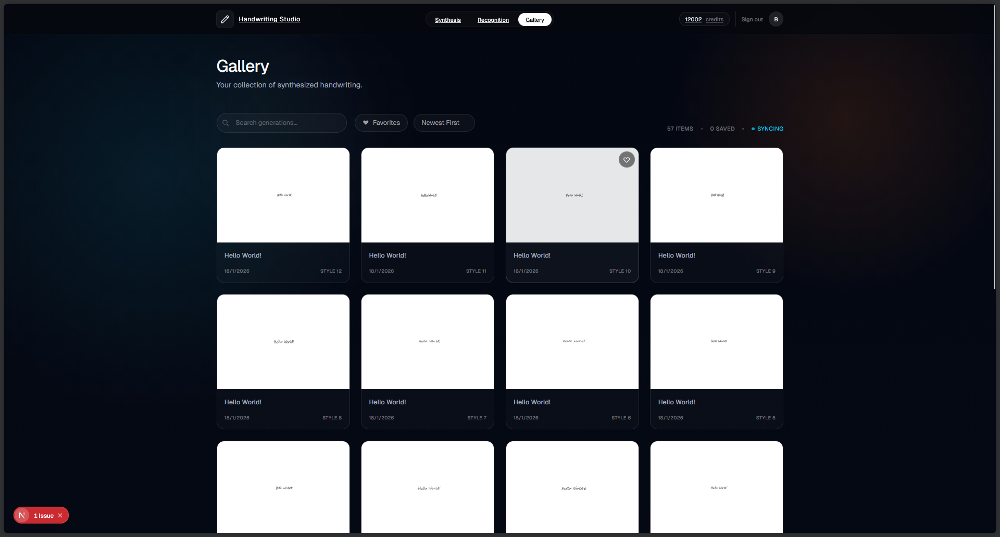 Handwriting Studio
Synthesis Recognition Gallery
12002 credits Sign out B
Gallery
Your collection of synthesized handwriting.
Search generations...
Favorites
Newest First
57 ITEMS • 0 SAVED • SYNCING
Hello World! Hello World! Hello World! Hello World!
Hello World! Hello World! Hello World! Hello World!
18/1/2026 STYLE 12 18/1/2026 STYLE 11 18/1/2026 STYLE 10 18/1/2026 STYLE 9
Hello World! Hello World! Hello World! Hello World!
Hello World! Hello World! Hello World! Hello World!
18/1/2026 STYLE 8 18/1/2026 STYLE 7 18/1/2026 STYLE 6 18/1/2026 STYLE 5
Hello World! Hello World! Hello Hello World!
N 1 Issue